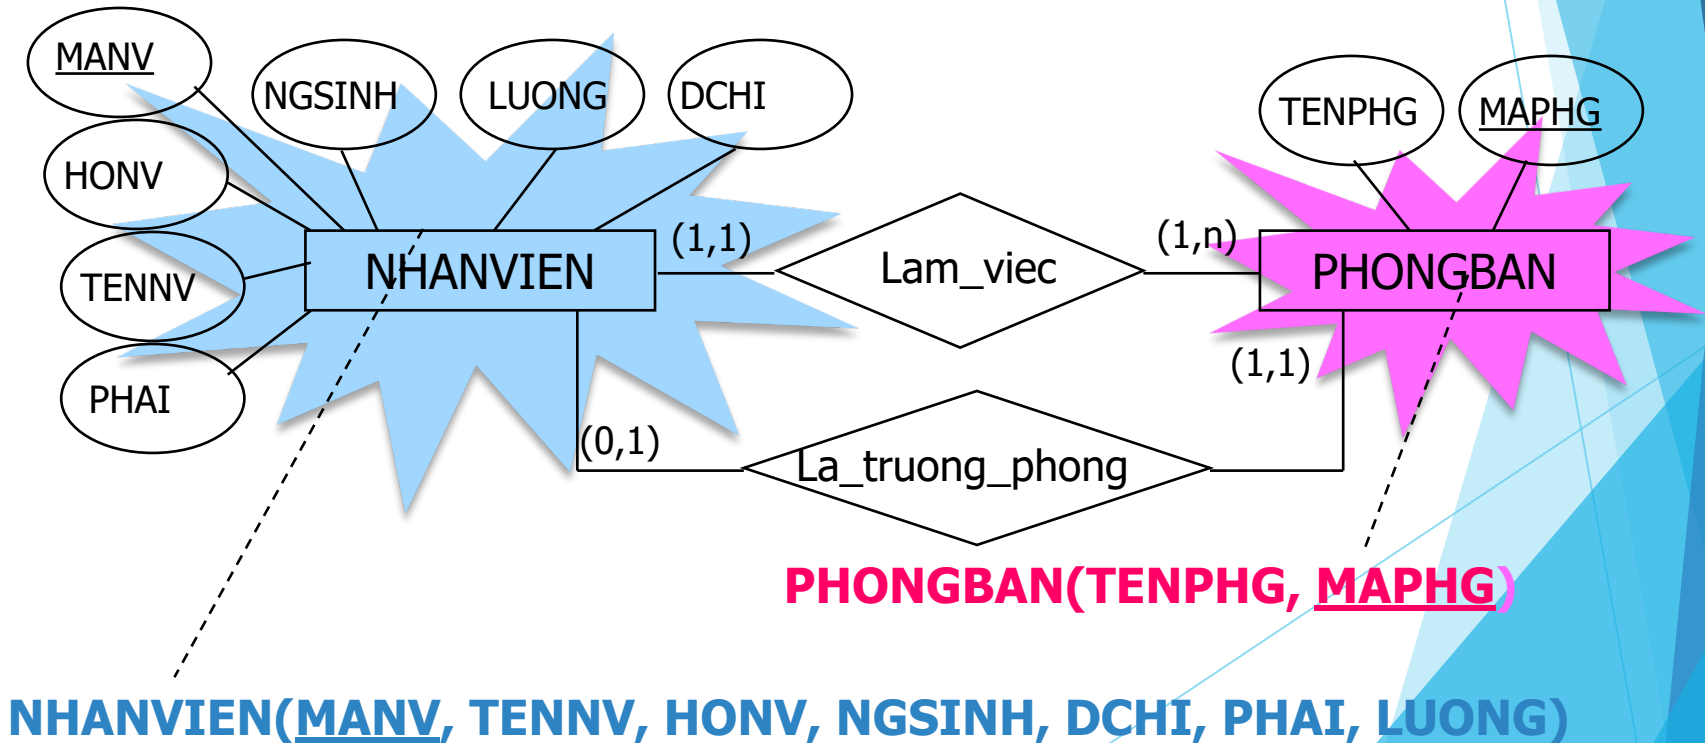 MANV
NGSINH
LUONG
DCHI
TENPHG
MAPHG
HONV
TENNV
PHAI
NHANVIEN
(1,1)
Lam_viec
(1,n)
PHONGBAN
(0,1)
La_truong_phong
(1,1)
PHONGBAN(TENPHG, MAPHG)
NHANVIEN(MANV, TENNV, HONV, NGSINH, DCHI, PHAI, LUONG)